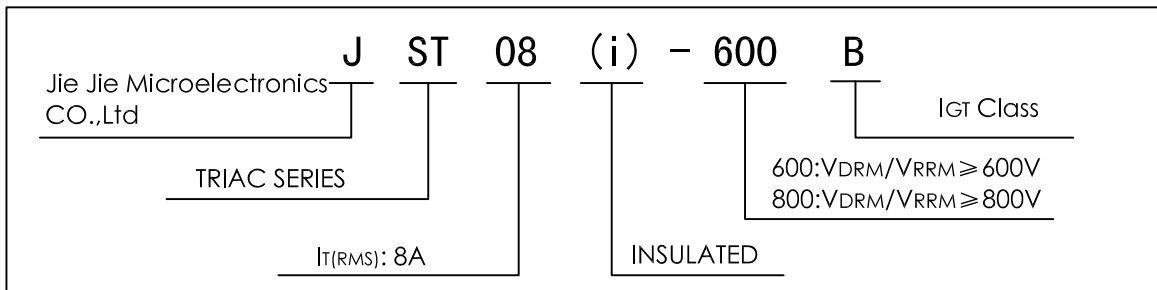 J ST 08 (i) - 600 B
Jie Jie Microelectronics
CO.,Ltd
IGT Class
TRIAC SERIES
600:VDRM/VRRM≥600V
800:VDRM/VRRM≥800V
IT(RMS): 8A
INSULATED